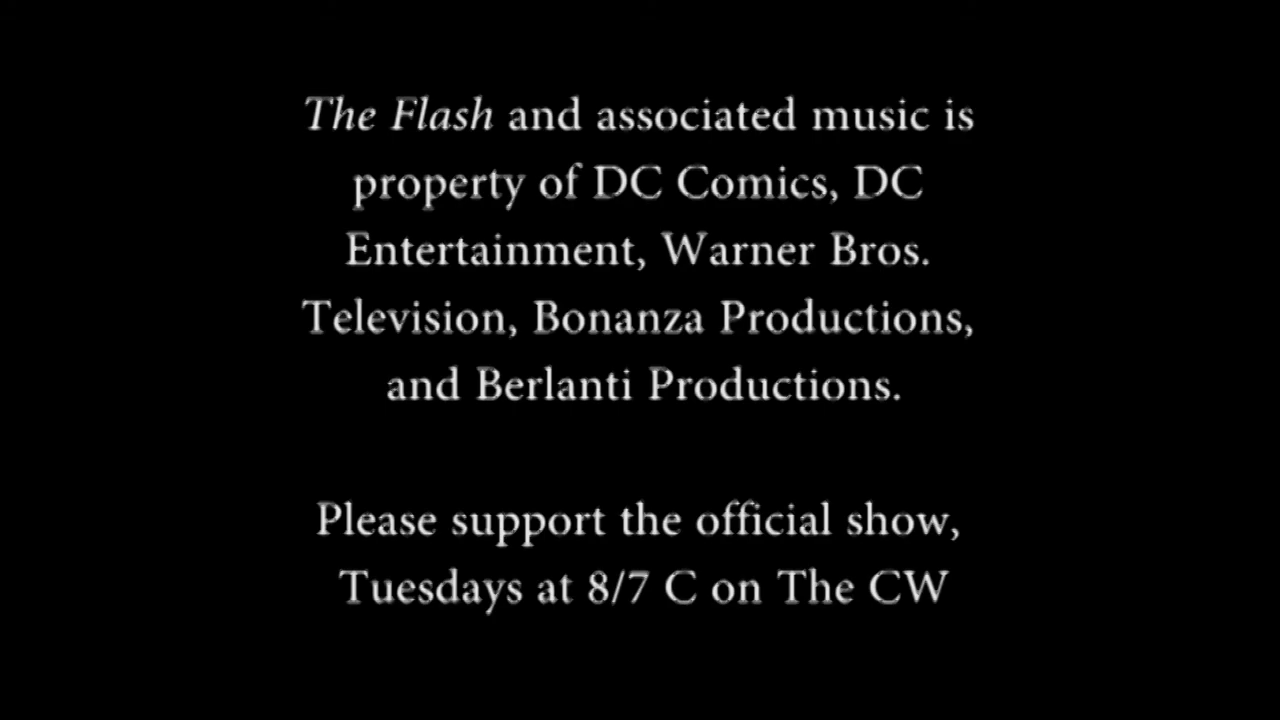 The Flash and associated music is
property of DC Comics, DC
Entertainment, Warner Bros.
Television, Bonanza Productions,
and Berlanti Productions.
Please support the official show,
Tuesdays at 8/7 C on The CW